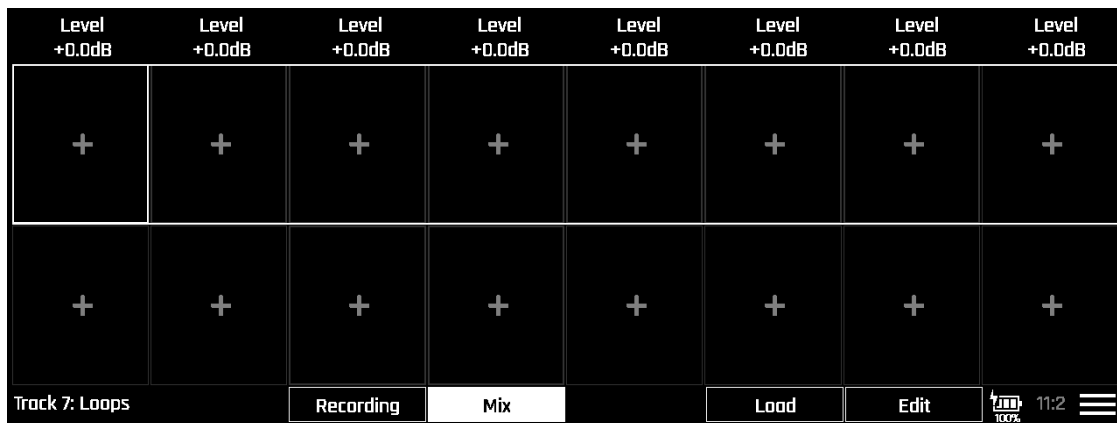 Level Level Level Level Level Level Level Level
+0.0dB +0.0dB +0.0dB +0.0dB +0.0dB +0.0dB +0.0dB +0.0dB
+ + + + + + + +
+ + + + + + + +
Track 7: Loops Recording Mix Load Edit 100% 11:2